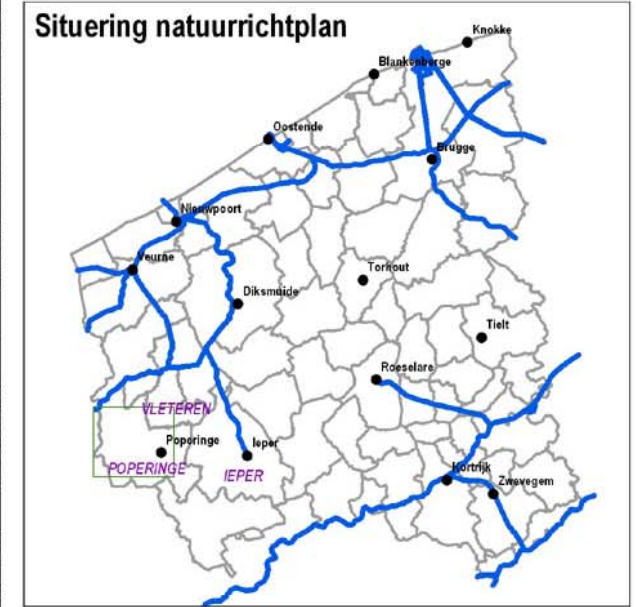 Situering natuurrichtplan
Knokke
Blankenberge
Oostende
Brugge
Nieuwpoort
Veurne
Torhout
Diksmuide
Tielt
Roeselare
VLETEREN
Poperinge
Ieper
POPERINGE
IEPER
Kortrijk
Zwevegem